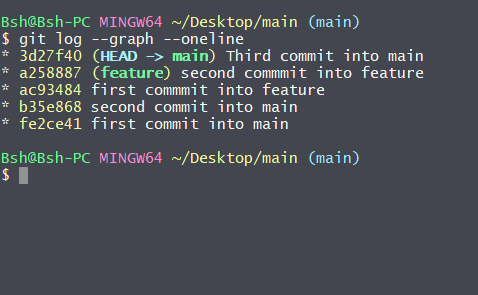 Bsh@Bsh-PC MINGW64 ~/Desktop/main (main)
$ git log --graph --oneline
* 3d27f40 (HEAD -> main) Third commit into main
* a258887 (feature) second commmit into feature
* ac93484 first commmit into feature
* b35e868 second commit into main
* fe2ce41 first commit into main
Bsh@Bsh-PC MINGW64 ~/Desktop/main (main)
$